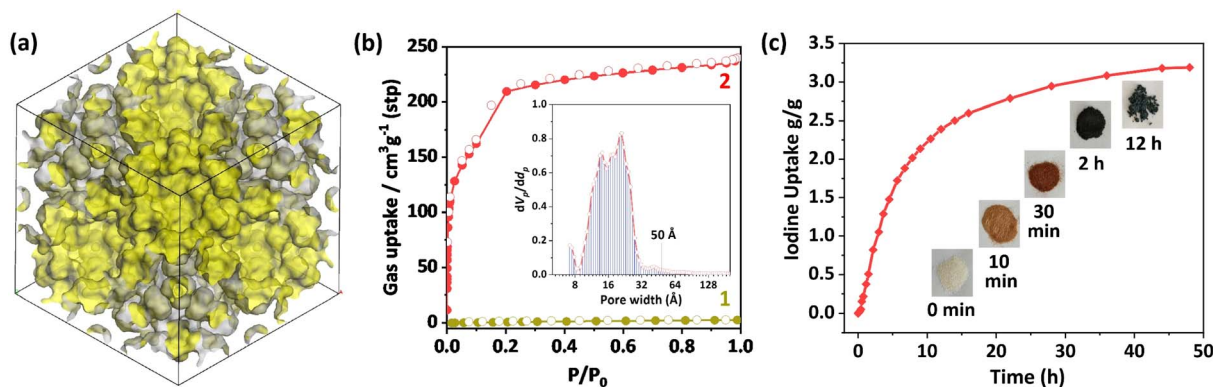 (a)
(b)
Gas uptake / cm³g⁻¹ (stp)
250
200
150
100
50
0
0.0 0.2 0.4 0.6 0.8 1.0
P/P₀
2
1
dVₚ/ddₚ
1.0
0.8
0.6
0.4
0.2
0.0
8 16 32 64 128
Pore width (Å)
50 Å
(c)
Iodine Uptake g/g
3.5
3.0
2.5
2.0
1.5
1.0
0.5
0.0
0 10 20 30 40 50
Time (h)
0 min
10
min
30
min
2 h
12 h